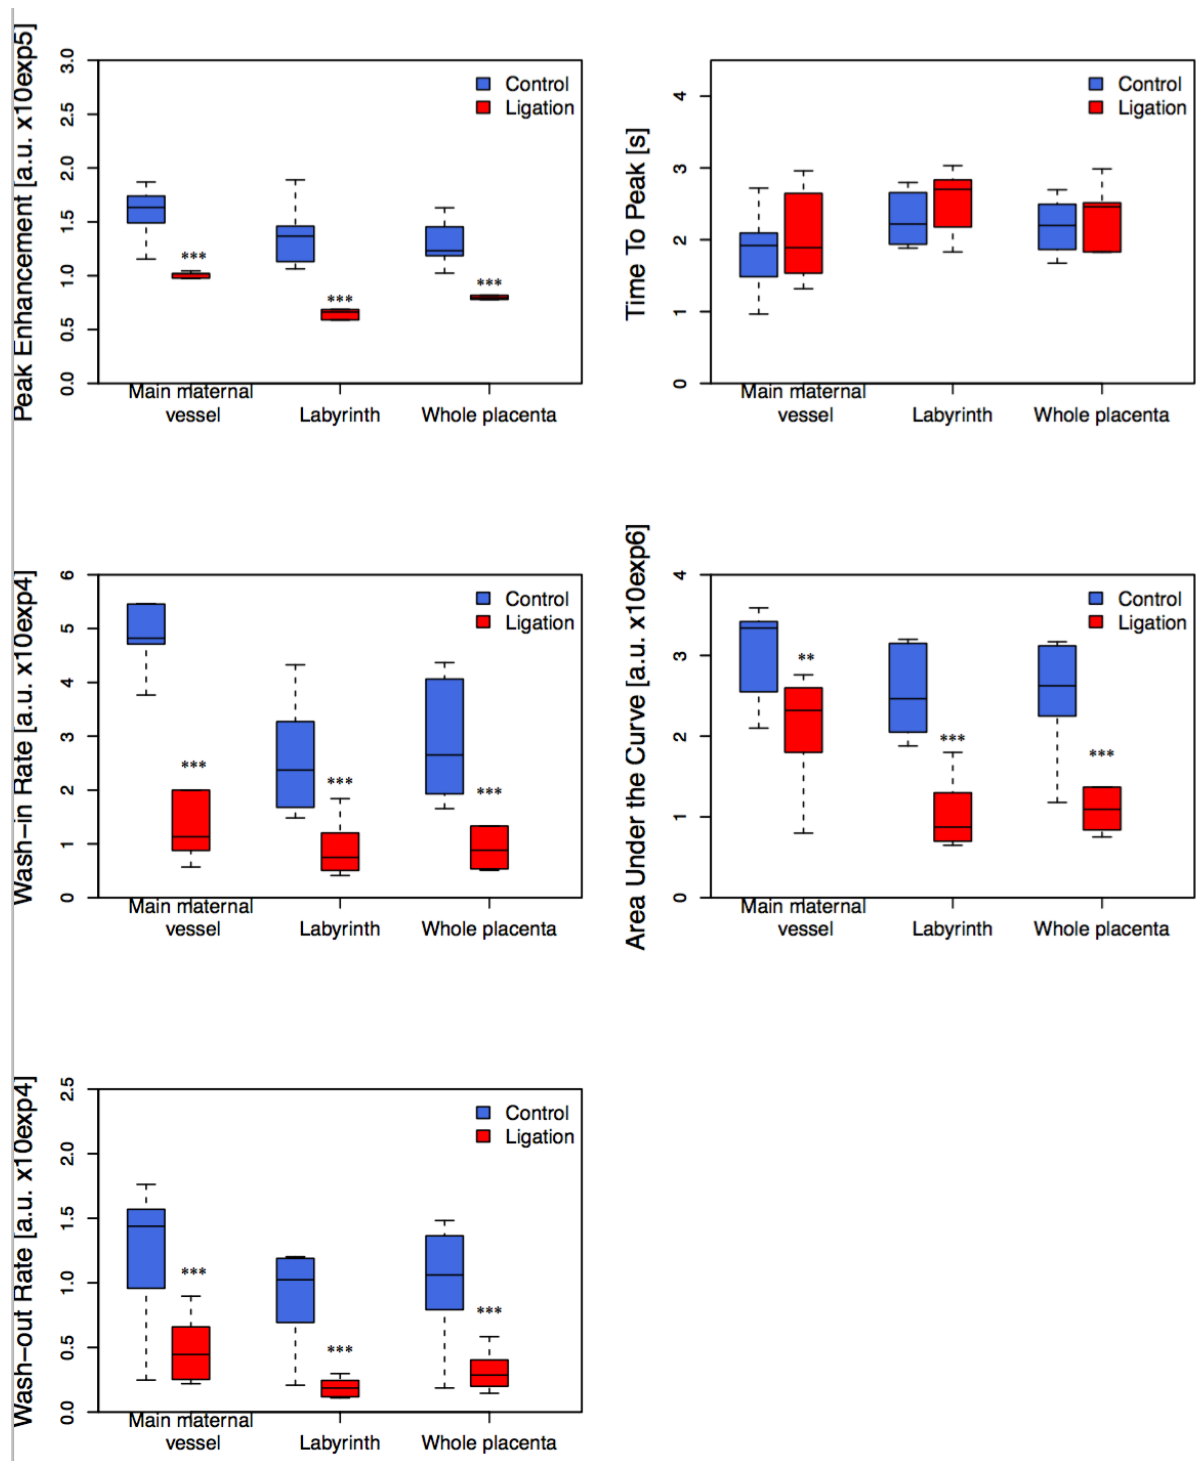 Peak Enhancement [a.u. x10exp5]
3.0
2.5
2.0
1.5
1.0
0.5
0.0
Control
Ligation
***
***
***
Main maternal
vessel
Labyrinth
Whole placenta
Time To Peak [s]
4
3
2
1
0
Control
Ligation
Main maternal
vessel
Labyrinth
Whole placenta
Wash-in Rate [a.u. x10exp4]
6
5
4
3
2
1
0
Control
Ligation
***
***
***
Main maternal
vessel
Labyrinth
Whole placenta
Area Under the Curve [a.u. x10exp6]
4
3
2
1
0
Control
Ligation
**
***
***
Main maternal
vessel
Labyrinth
Whole placenta
Wash-out Rate [a.u. x10exp4]
2.5
2.0
1.5
1.0
0.5
0.0
Control
Ligation
***
***
***
Main maternal
vessel
Labyrinth
Whole placenta